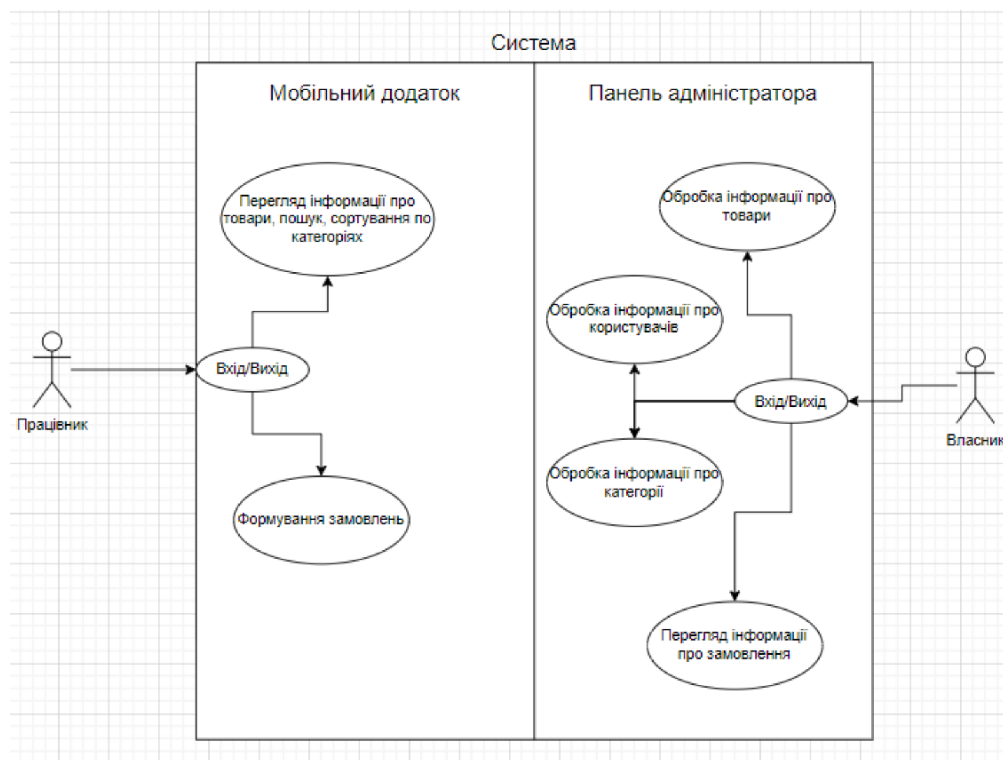 Система
Мобільний додаток
Панель адміністратора
Перегляд інформації про
товари, пошук, сортування по
категоріях
Обробка інформації про
товари
Обробка інформації про
користувачів
Вхід/Вихід
Вхід/Вихід
Працівник
Власник
Обробка інформації про
категорії
Формування замовлень
Перегляд інформації
про замовлення